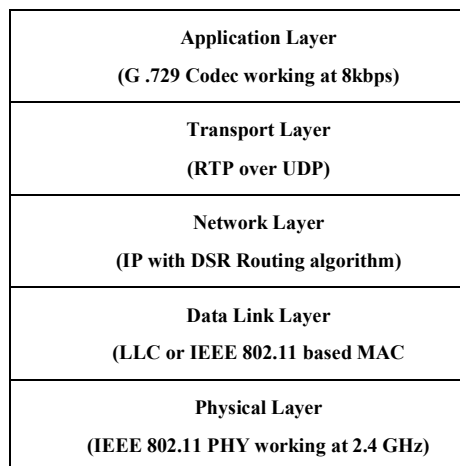 Application Layer
(G .729 Codec working at 8kbps)
Transport Layer
(RTP over UDP)
Network Layer
(IP with DSR Routing algorithm)
Data Link Layer
(LLC or IEEE 802.11 based MAC
Physical Layer
(IEEE 802.11 PHY working at 2.4 GHz)